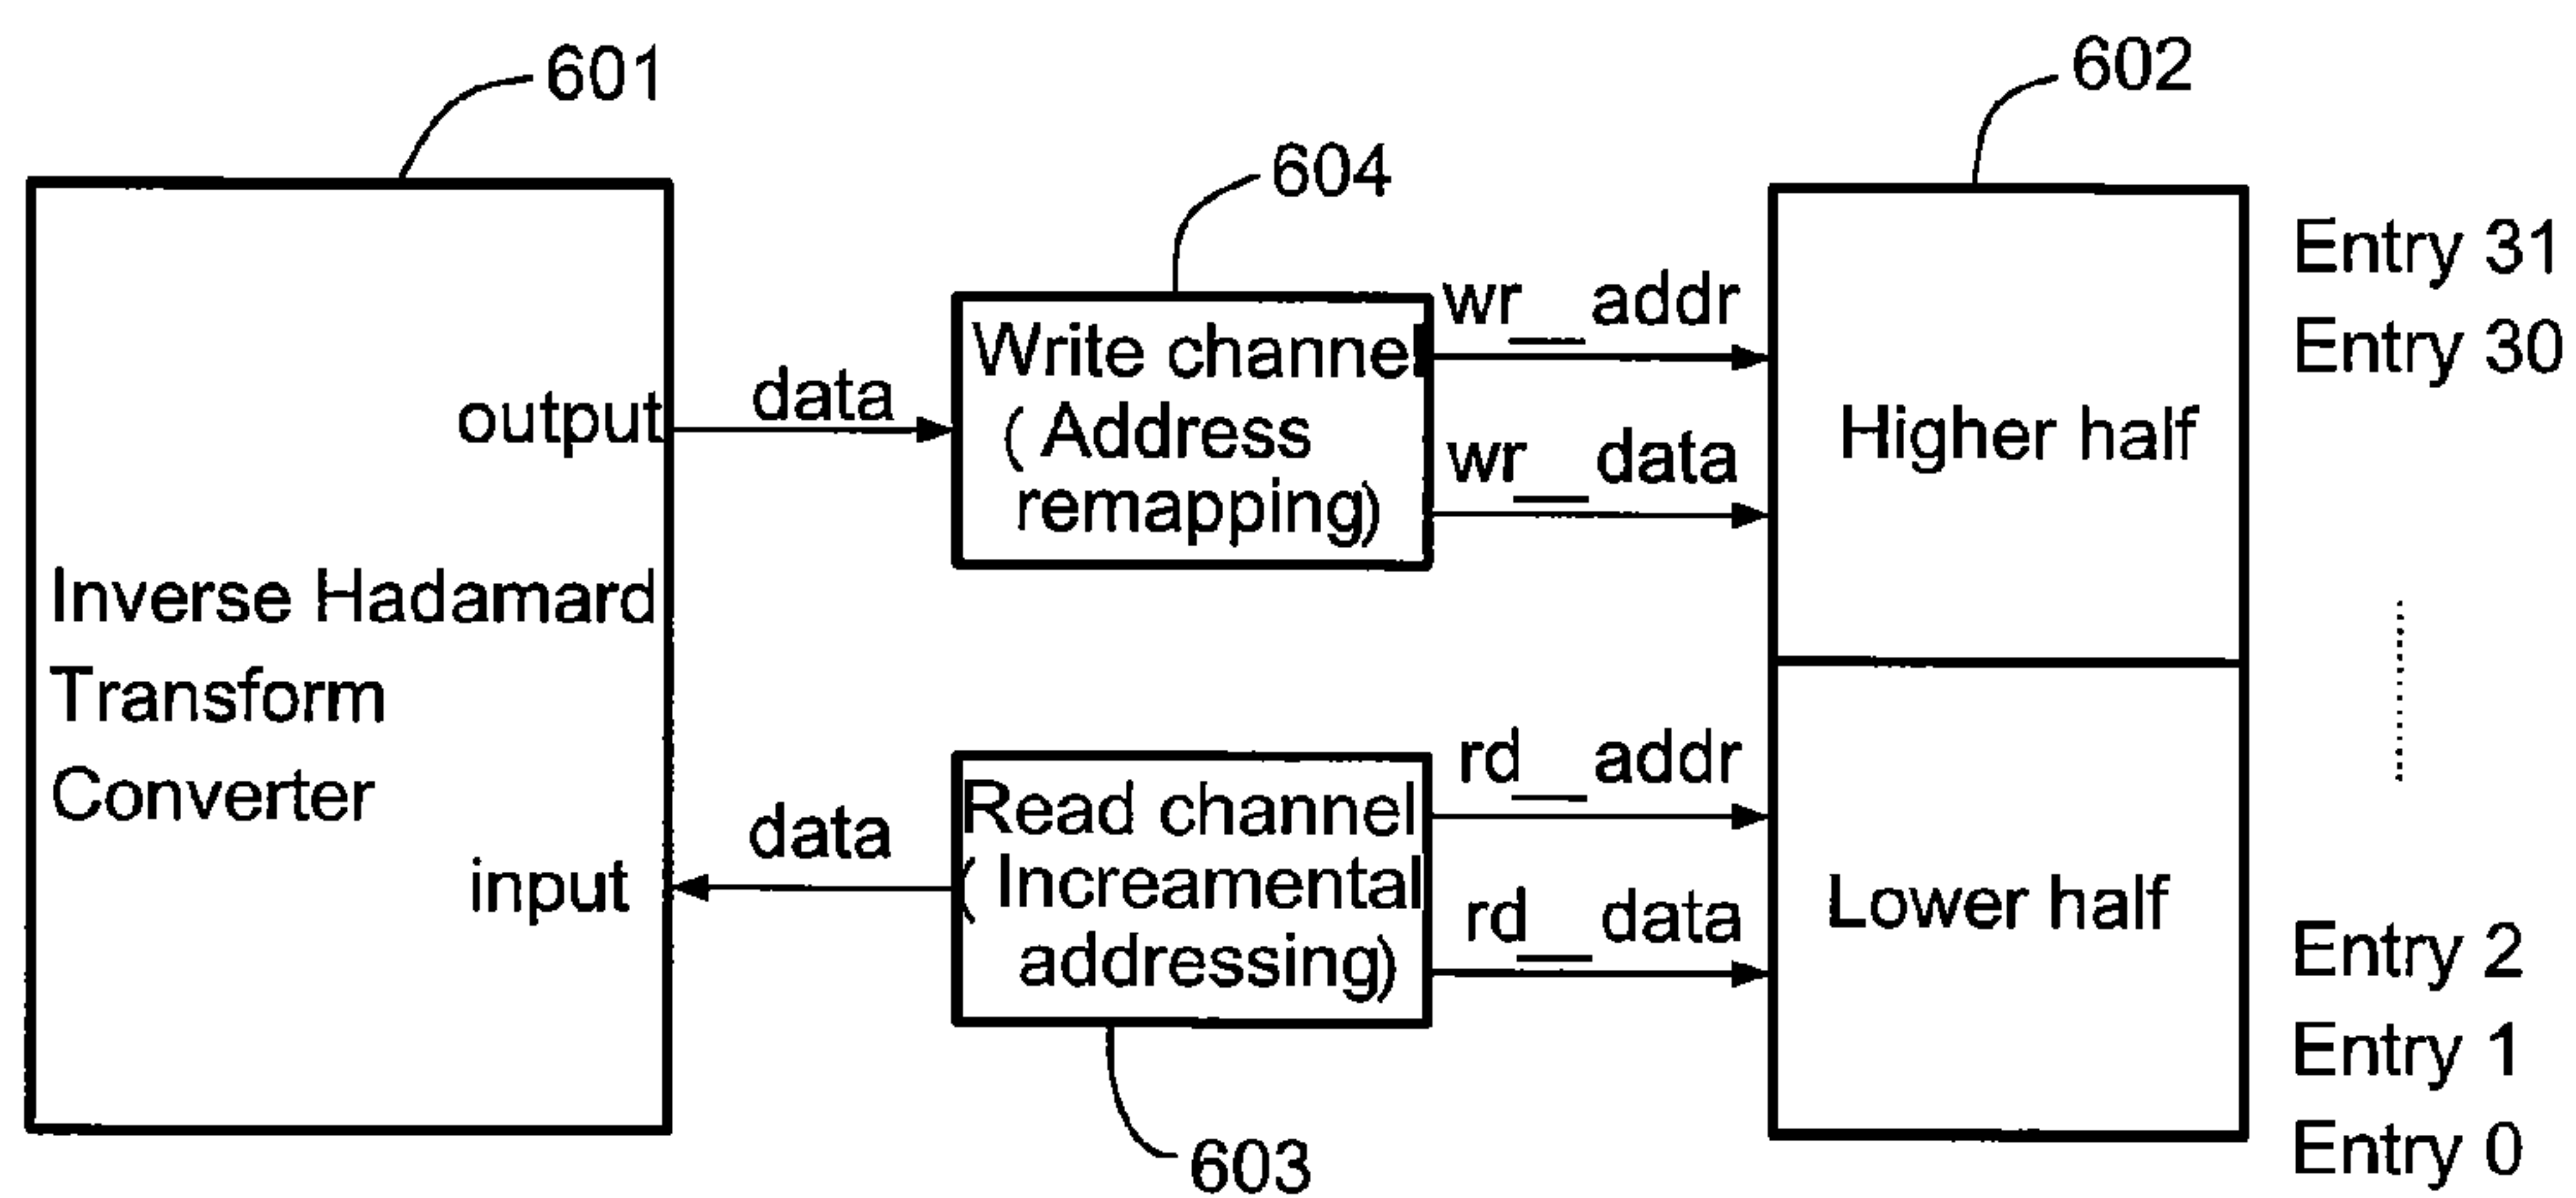 601
602
604
Entry 31
wr__addr
Entry 30
Write channel
data
( Address
output
Higher half
wr__data
remapping)
Inverse Hadamard
Transform
Converter
rd__addr
Read channel
data
( Increamental
input
Lower half
rd__data
addressing)
Entry 2
Entry 1
603
Entry 0